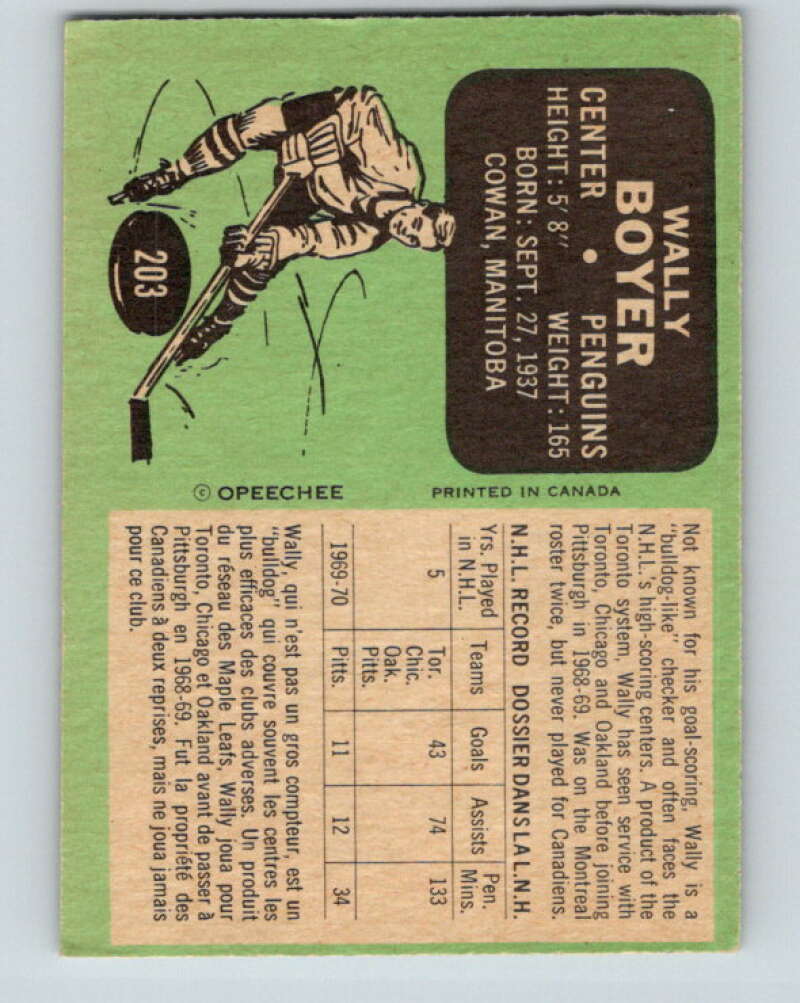 WALLY
BOYER
CENTER • PENGUINS
HEIGHT: 5' 8" WEIGHT: 165
BORN: SEPT. 27, 1937
COWAN, MANITOBA
203
© OPEECHEE
PRINTED IN CANADA
Not known for his goal-scoring, Wally is a
"bulldog-like" checker and often faces the
N.H.L.'s high-scoring centers. A product of the
Toronto system, Wally has seen service with
Toronto, Chicago and Oakland before joining
Pittsburgh in 1968-69. Was on the Montreal
roster twice, but never played for Canadiens.
N.H.L. RECORD DOSSIER DANS LA L.N.H.
Yrs. Played in N.H.L. Teams Goals Assists Pen. Mins.
5 Tor. 43 74 133
Chic.
Oak.
Pitts.
1969-70 Pitts. 11 12 34
Wally, qui n'est pas un gros compteur, est un
"bulldog" qui couvre souvent les centres les
plus efficaces des clubs adverses. Un produit
du réseau des Maple Leafs, Wally joua pour
Toronto, Chicago et Oakland avant de passer à
Pittsburgh en 1968-69. Fut la propriété des
Canadiens à deux reprises, mais ne joua jamais
pour ce club.